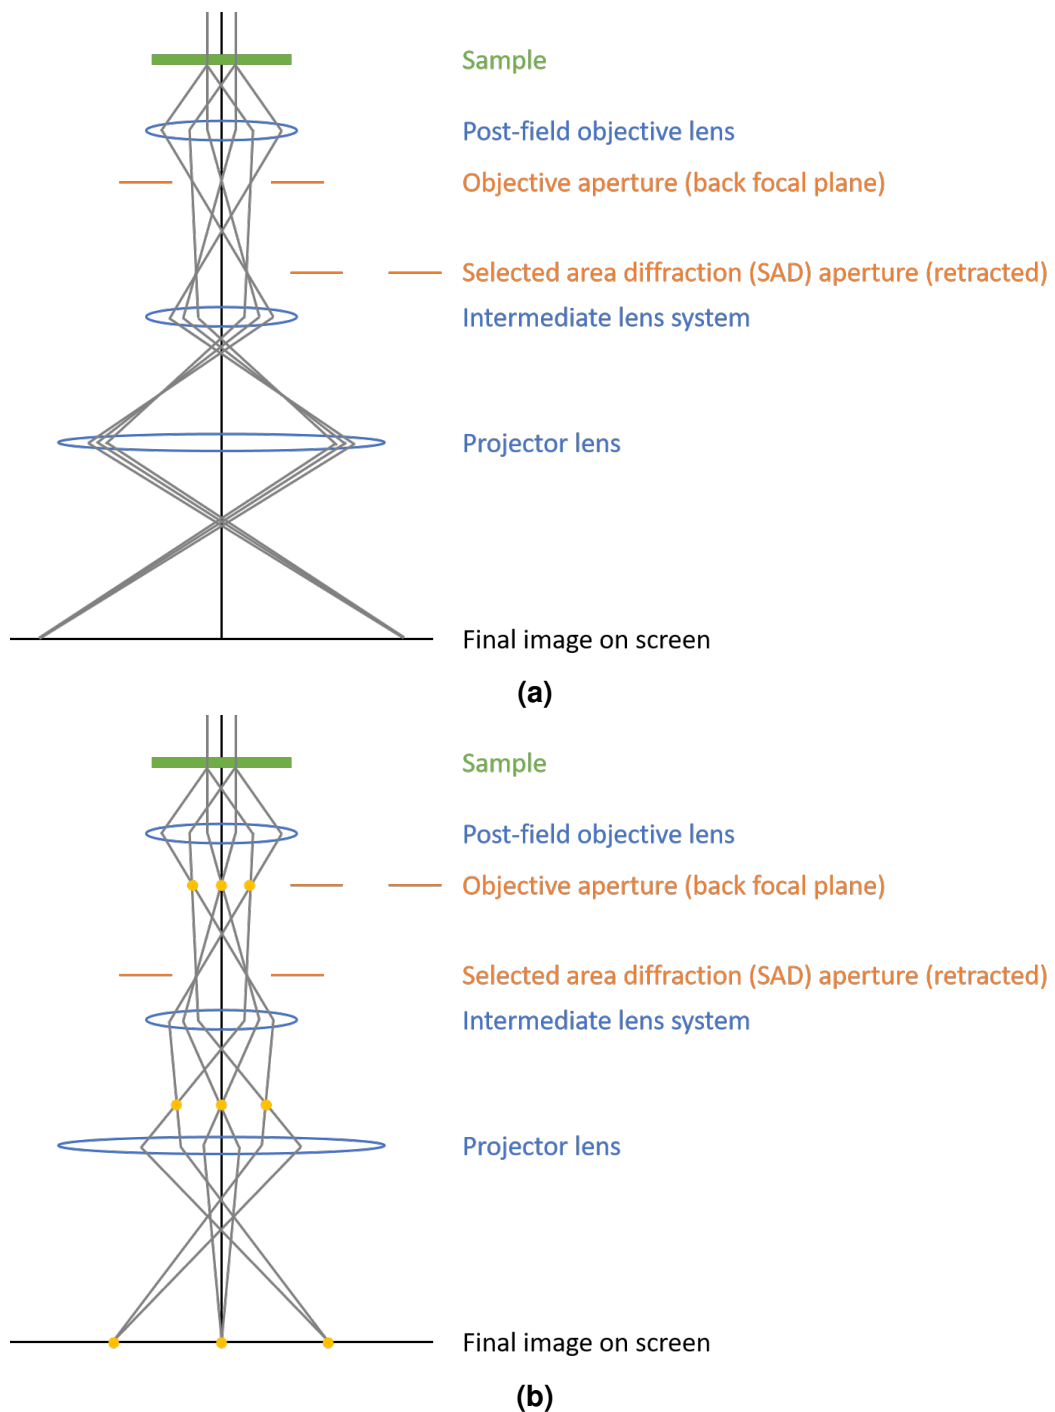 Sample
Post-field objective lens
Objective aperture (back focal plane)
Selected area diffraction (SAD) aperture (retracted)
Intermediate lens system
Projector lens
Final image on screen
(a)
Sample
Post-field objective lens
Objective aperture (back focal plane)
Selected area diffraction (SAD) aperture (retracted)
Intermediate lens system
Projector lens
Final image on screen
(b)